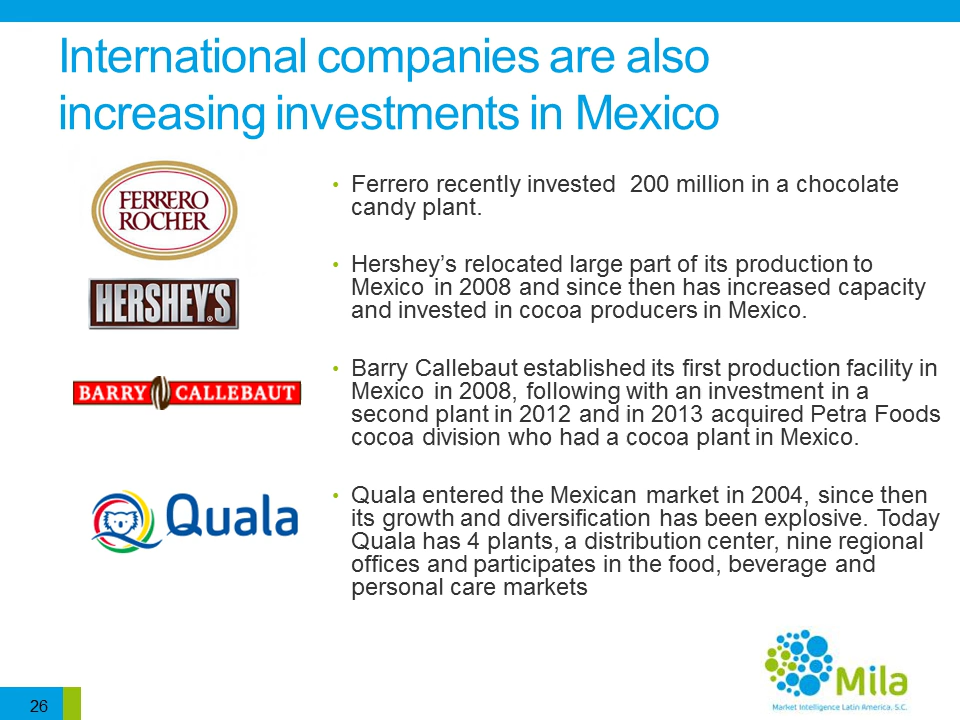 International companies are also
increasing investments in Mexico
FERRERO
ROCHER
HERSHEY'S
BARRY CALLEBAUT
Quala
• Ferrero recently invested  200 million in a chocolate
candy plant.
• Hershey’s relocated large part of its production to
Mexico in 2008 and since then has increased capacity
and invested in cocoa producers in Mexico.
• Barry Callebaut established its first production facility in
Mexico in 2008, following with an investment in a
second plant in 2012 and in 2013 acquired Petra Foods
cocoa division who had a cocoa plant in Mexico.
• Quala entered the Mexican market in 2004, since then
its growth and diversification has been explosive. Today
Quala has 4 plants, a distribution center, nine regional
offices and participates in the food, beverage and
personal care markets
Mila
Market Intelligence Latin America, S.C.
26